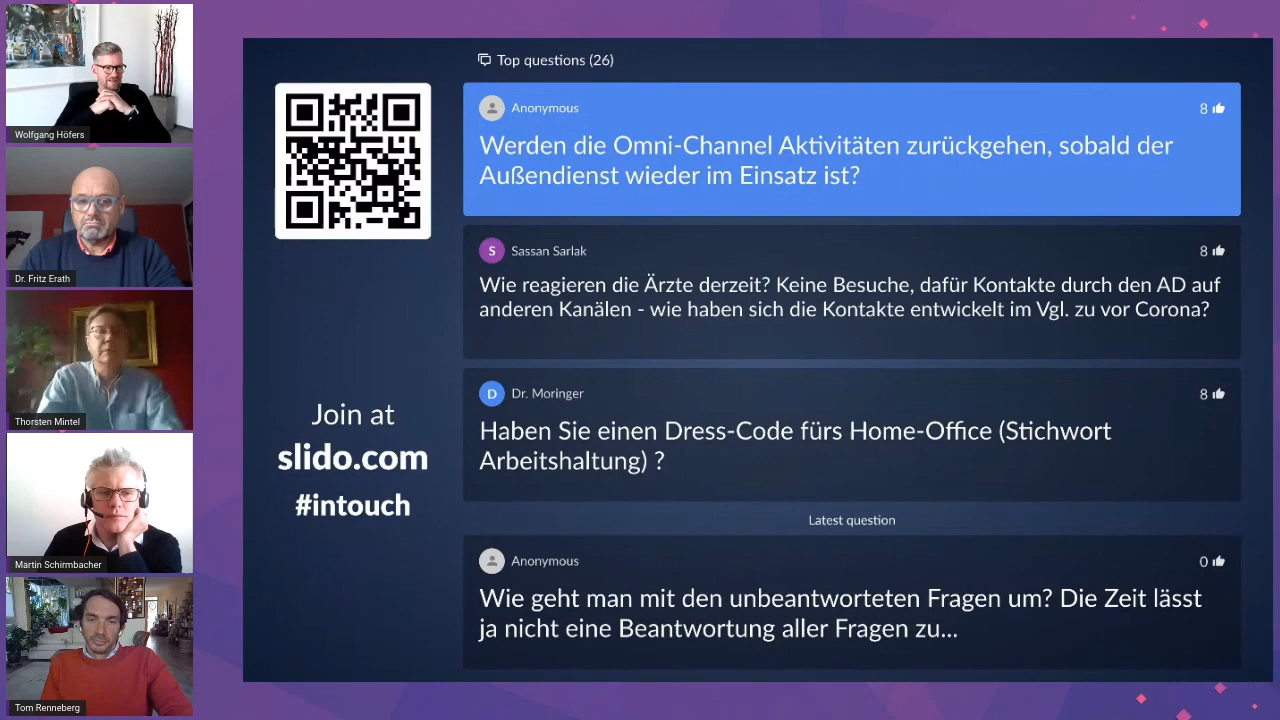 Wolfgang Höfers
Dr. Fritz Erath
Thorsten Mintel
Martin Schirmbacher
Tom Renneberg
Join at
slido.com
#intouch
Top questions (26)
Anonymous
8
Werden die Omni-Channel Aktivitäten zurückgehen, sobald der
Außendienst wieder im Einsatz ist?
S
Sassan Sarlak
8
Wie reagieren die Ärzte derzeit? Keine Besuche, dafür Kontakte durch den AD auf
anderen Kanälen - wie haben sich die Kontakte entwickelt im Vgl. zu vor Corona?
D
Dr. Moringer
8
Haben Sie einen Dress-Code fürs Home-Office (Stichwort
Arbeitshaltung) ?
Latest question
Anonymous
0
Wie geht man mit den unbeantworteten Fragen um? Die Zeit lässt
ja nicht eine Beantwortung aller Fragen zu...